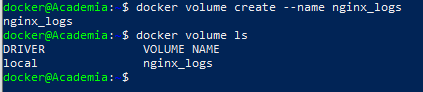 docker@Academia: $ docker volume create --name nginx_logs
nginx_logs
docker@Academia: $ docker volume ls
DRIVER VOLUME NAME
local nginx_logs
docker@Academia: $